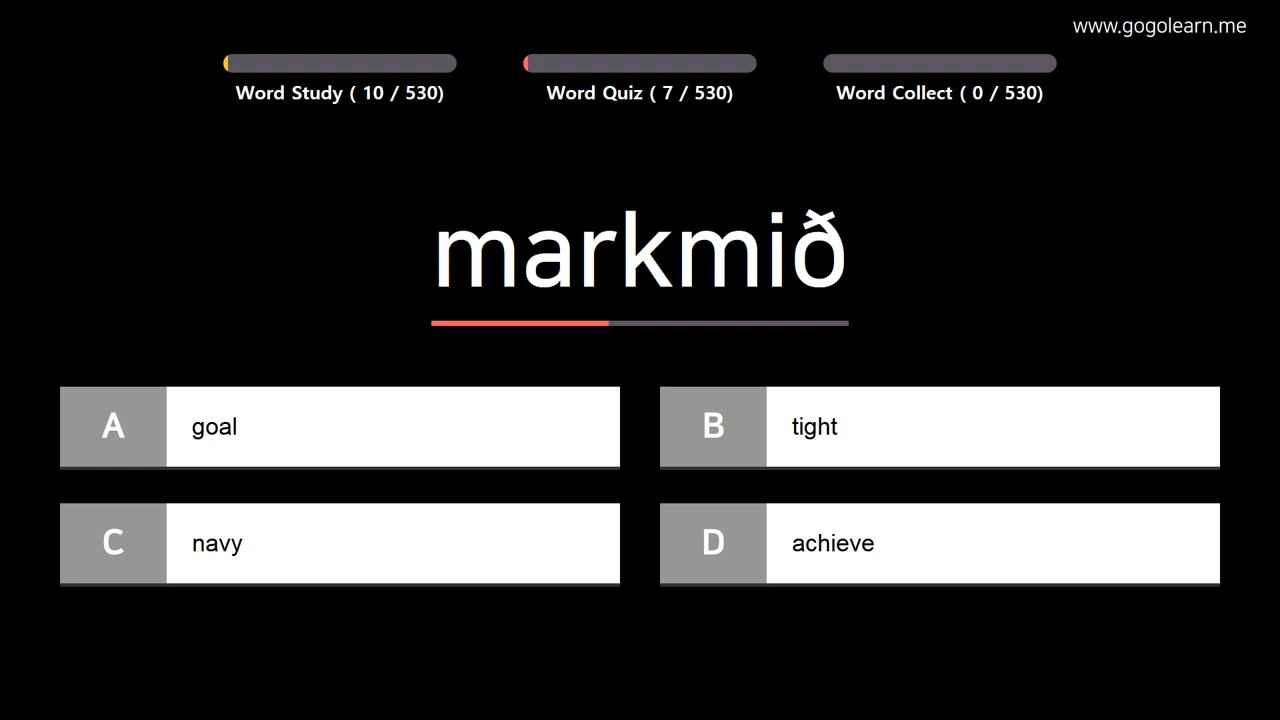 www.gogolearn.me
Word Study ( 10 / 530)
Word Quiz ( 7 / 530)
Word Collect ( 0 / 530)
markmið
A goal
B tight
C navy
D achieve